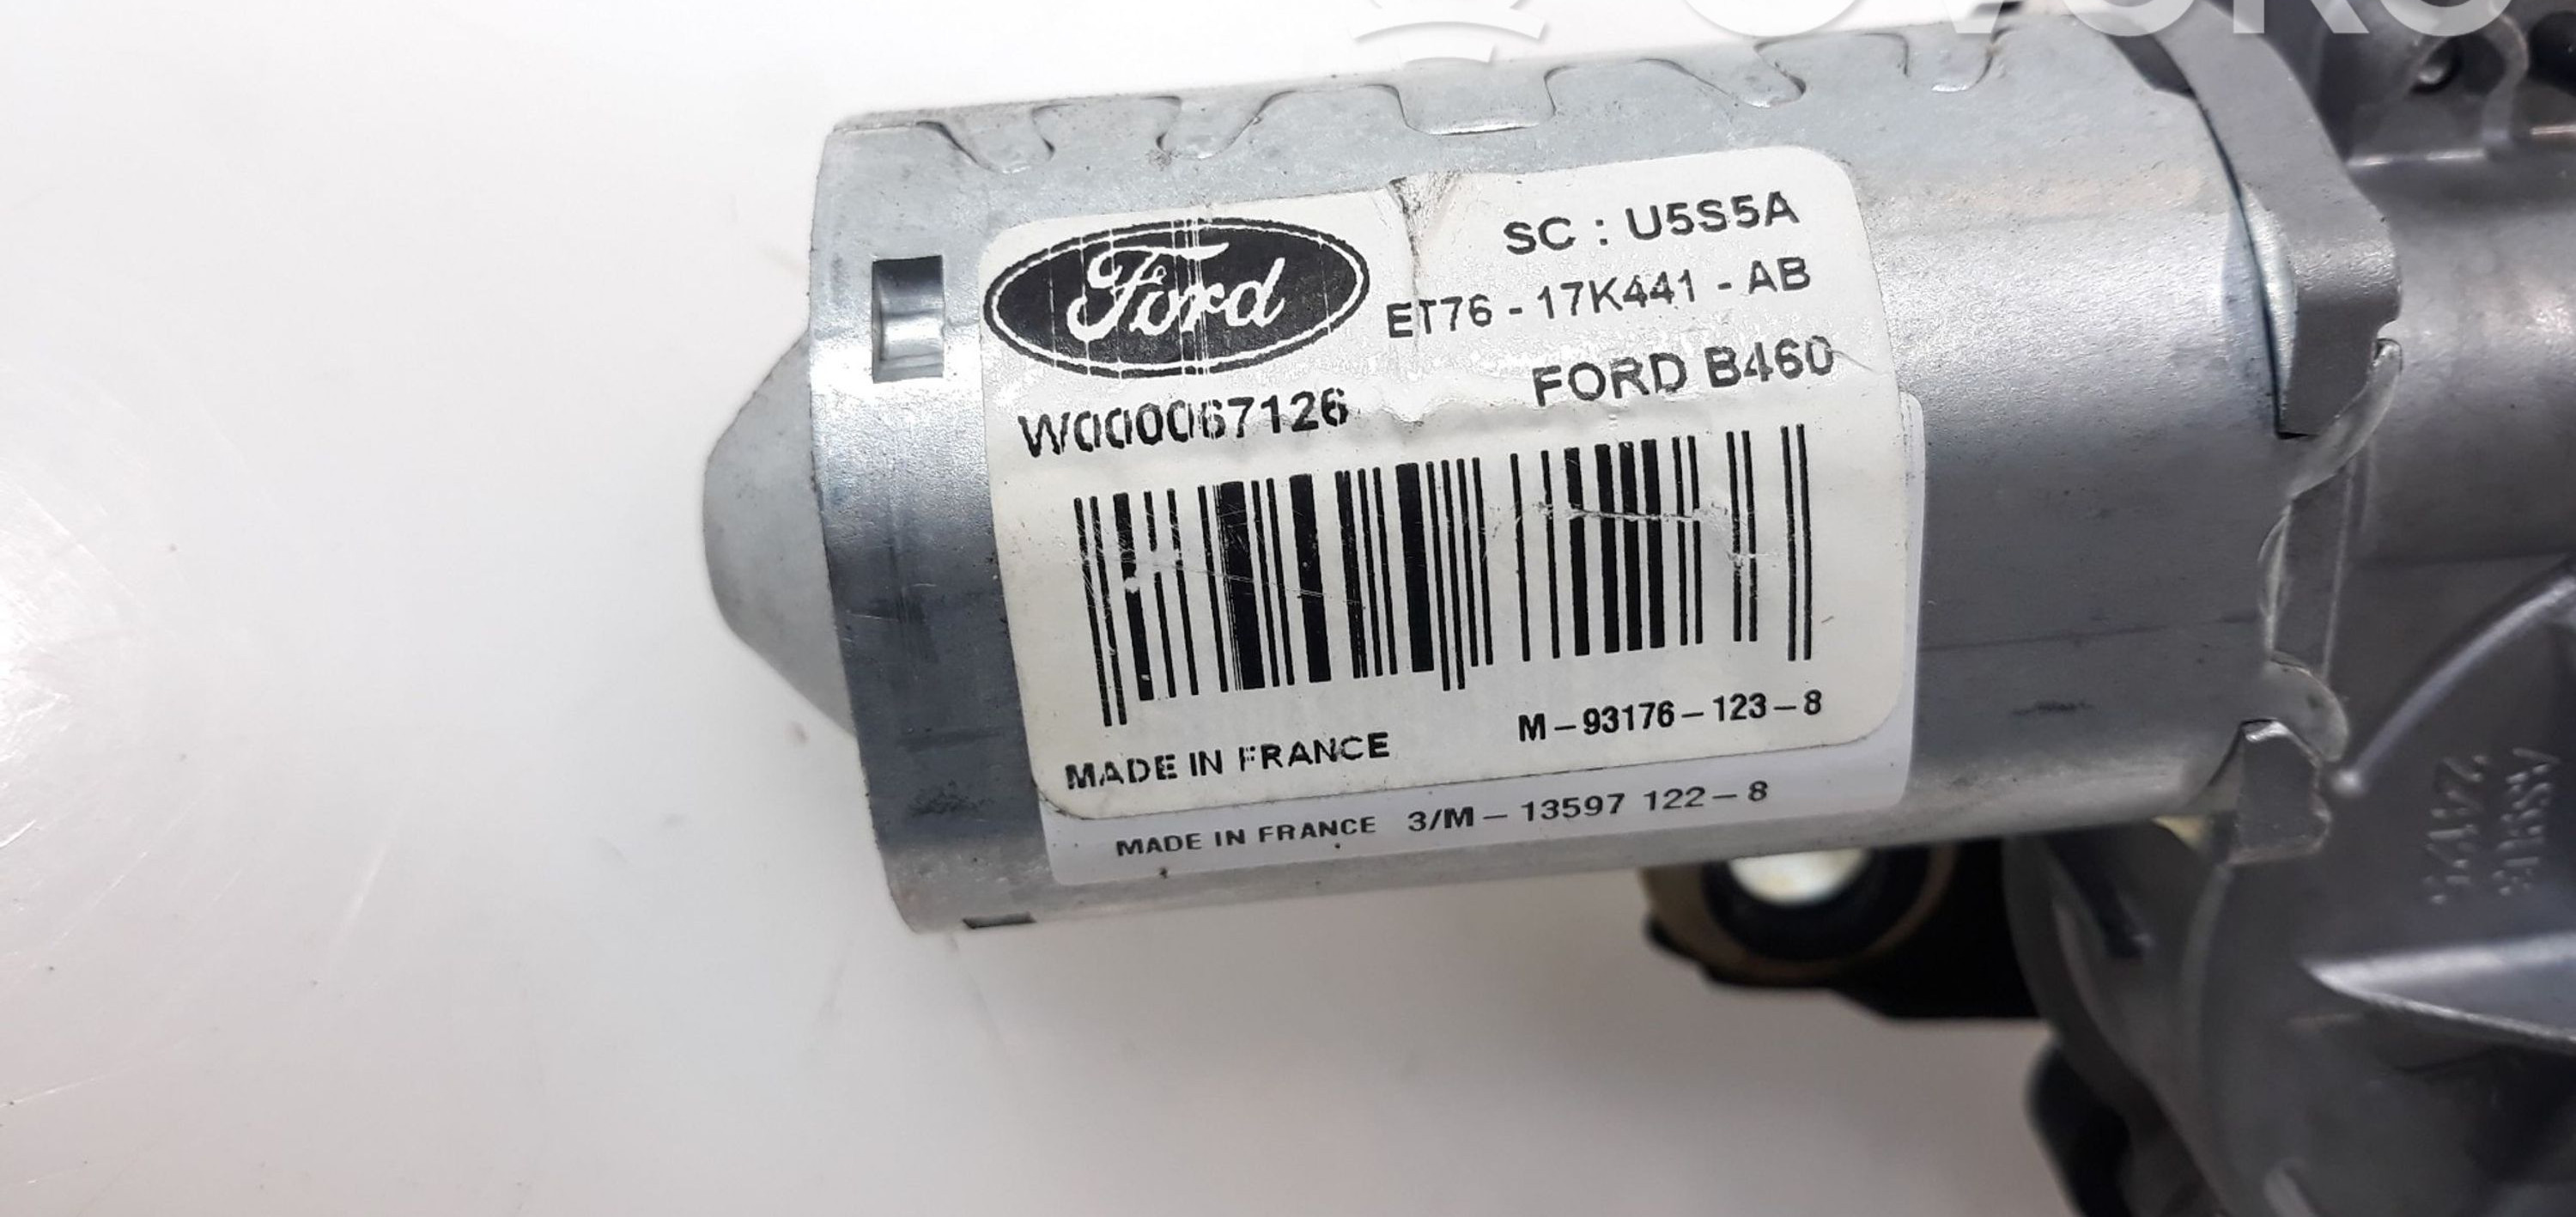 Ford
SC : U5S5A
ET76 - 17K441 - AB
FORD B460
W000067126
M-93176-123-8
MADE IN FRANCE
MADE IN FRANCE 3/M- 13597 122-8